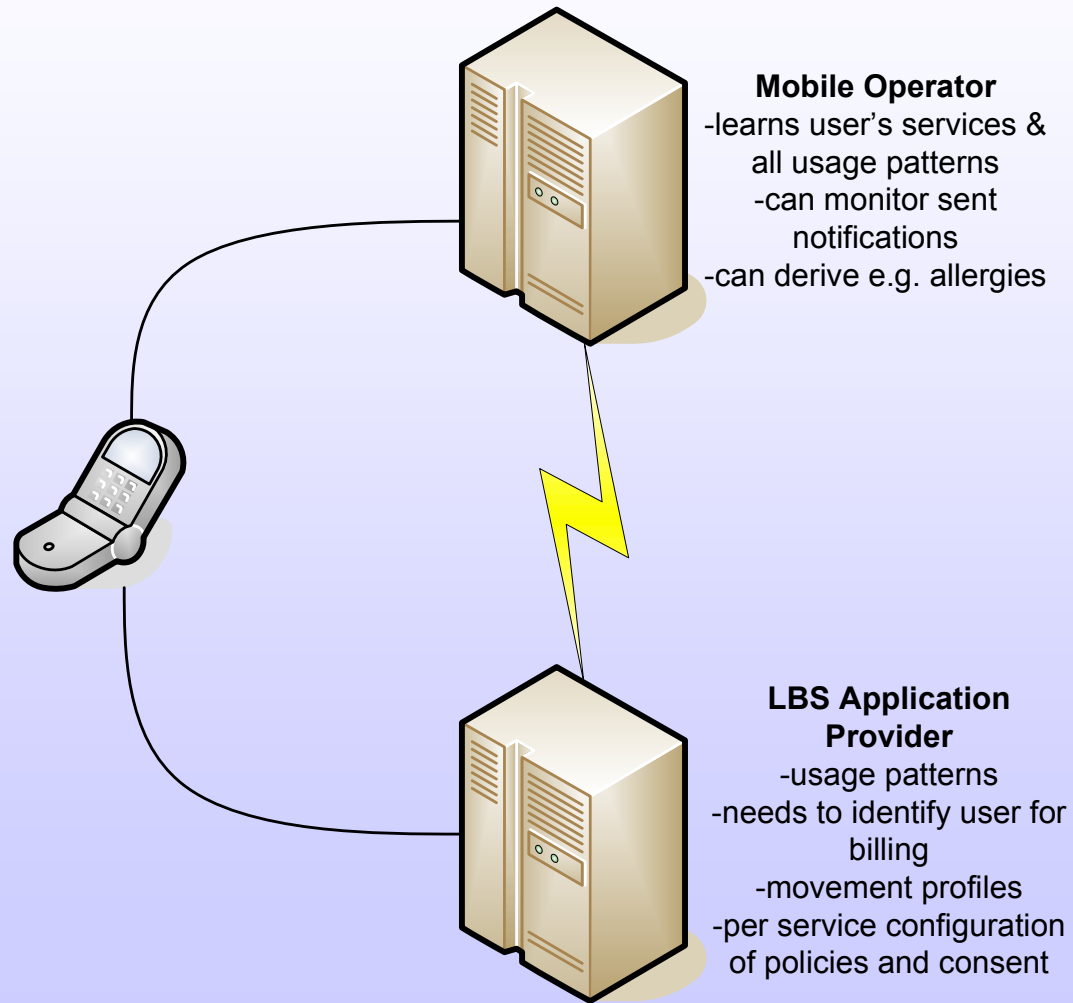 Mobile Operator
-learns user’s services &
all usage patterns
-can monitor sent
notifications
-can derive e.g. allergies
LBS Application
Provider
-usage patterns
-needs to identify user for
billing
-movement profiles
-per service configuration
of policies and consent